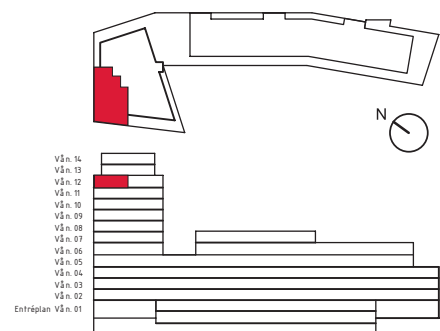 N
Vån. 14
Vån. 13
Vån. 12
Vån. 11
Vån. 10
Vån. 09
Vån. 08
Vån. 07
Vån. 06
Vån. 05
Vån. 04
Vån. 03
Vån. 02
Entréplan Vån. 01